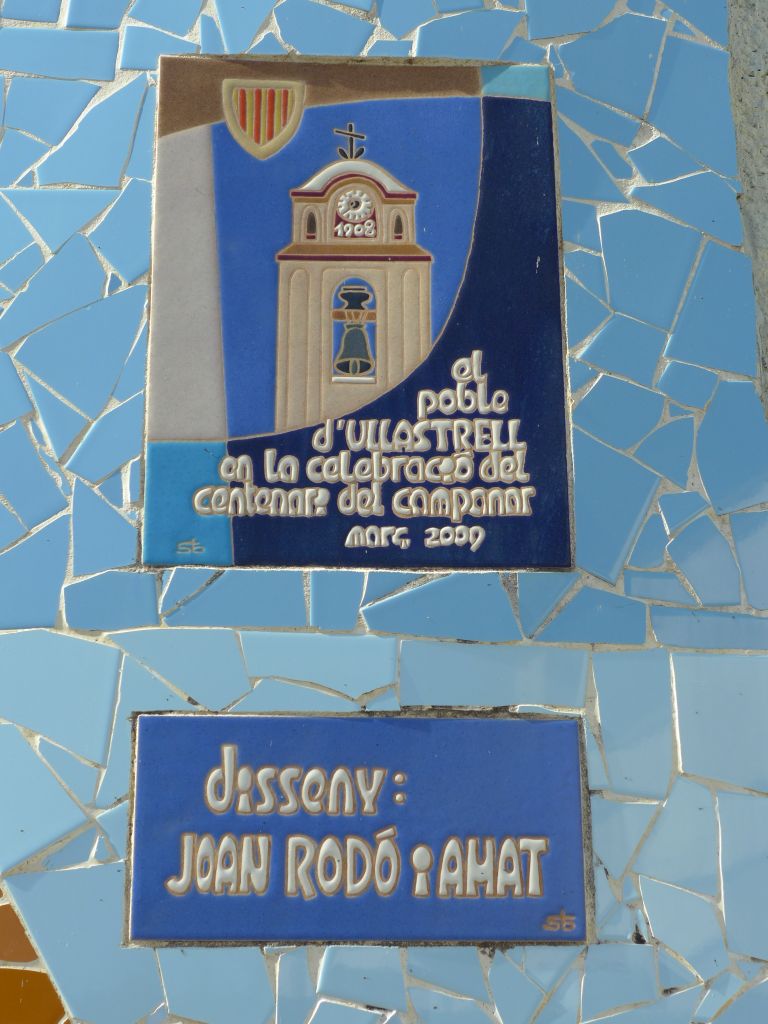 1908
el
poble
d'ULLASTRELL
en la celebració del
centenari del campanar
març, 2009
disseny:
JOAN RODÓ i AMAT